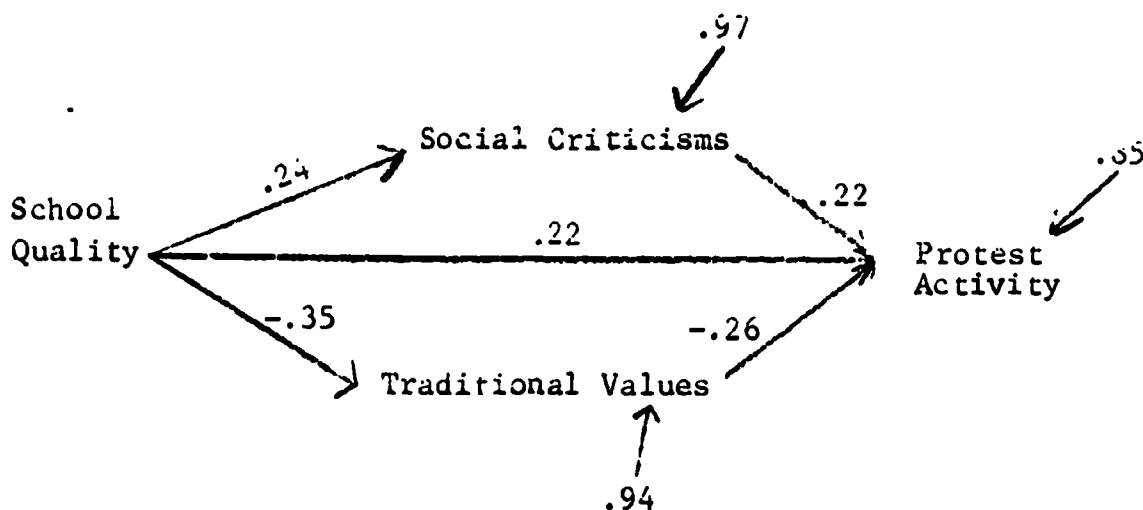 .97
Social Criticisms
.24
.22
School
Quality
.22
Protest
Activity
-.35
-.26
Traditional Values
.94